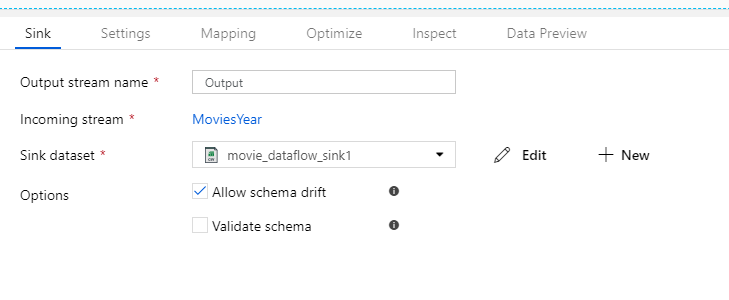 Sink Settings Mapping Optimize Inspect Data Preview
Output stream name * Output
Incoming stream * MoviesYear
Sink dataset * movie_dataflow_sink1 Edit + New
Options Allow schema drift
Validate schema